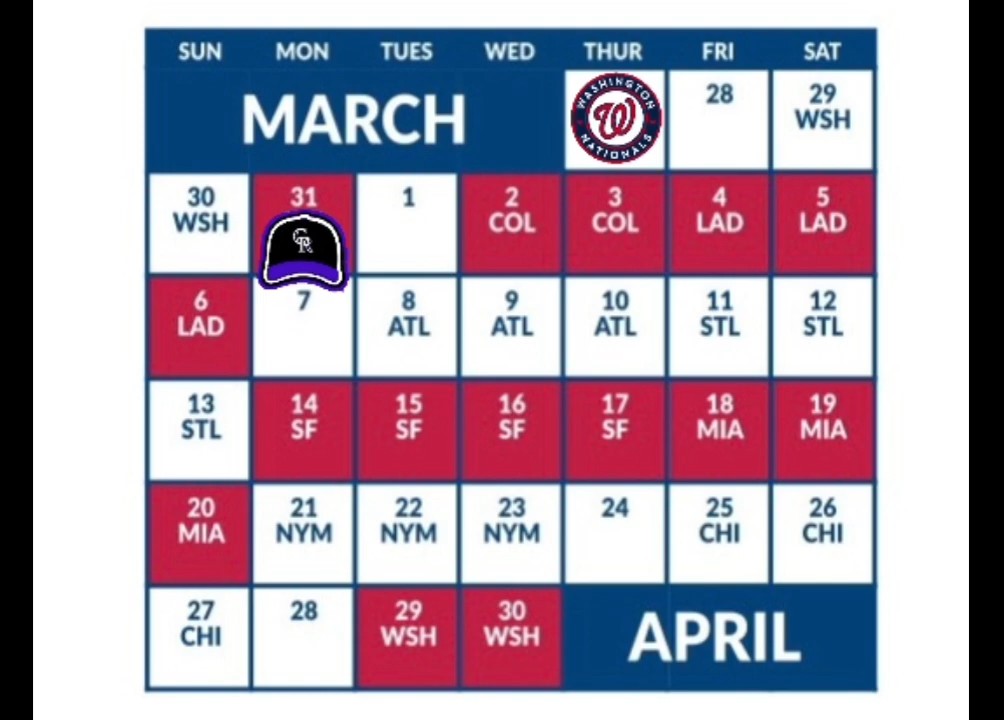 SUN MON TUES WED THUR FRI SAT
MARCH
WASHINGTON
W
NATIONALS
28 29
WSH
30 31 1 2 3 4 5
WSH COL COL LAD LAD
CR
6 7 8 9 10 11 12
LAD ATL ATL ATL STL STL
13 14 15 16 17 18 19
STL SF SF SF SF MIA MIA
20 21 22 23 24 25 26
MIA NYM NYM NYM CHI CHI
27 28 29 30
CHI WSH WSH
APRIL